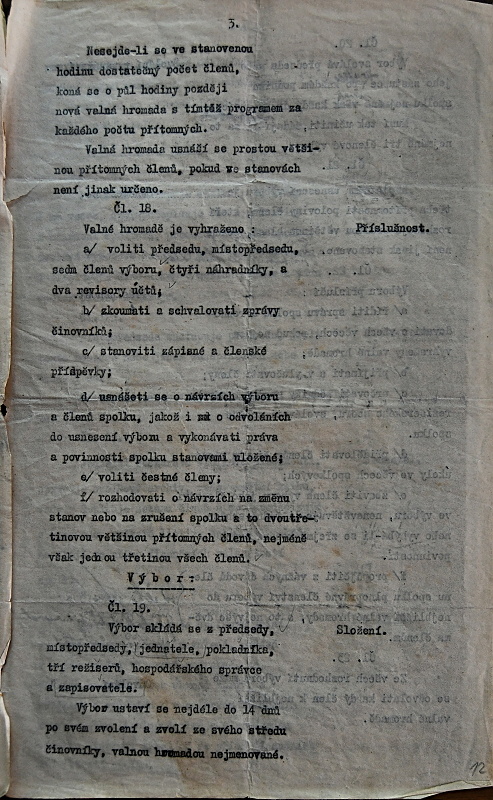 3.
Nesejde-li se ve stanovenou
hodinu dostatečný počet členů,
koná se o půl hodiny později
nová valná hromada s tímtéž programem za
každého počtu přítomných.
Valná hromada usnáší se prostou větši-
nou přítomných členů, pokud ve stanovách
není jinak určeno.
Čl. 18.
Valné hromadě je vyhraženo : Příslušnost.
a/ voliti předsedu, místopředsedu,
sedm členů výboru, čtyři náhradníky, a
dva revisory účtů;
b/ zkoumati a schvalovati zprávy
činovníků;
c/ stanoviti zápisné a členské
přídpěvky;
d/ usnášeti se o návrzích výboru
a členů spolku, jakož i o odvoláních
do usnesení výboru a vykonávati práva
a povinnosti spolku stanovami uložené;
e/ voliti čestné členy;
f/ rozhodovati o návrzích na změnu
stanov nebo na zrušení spolku a to dvoutře-
tinovou většinou přítomných členů, nejméně
však jednou třetinou všech členů.
Výbor:
Čl. 19.
Výbor skládá se z předsedy, Složení.
místopředsedy, jednatele, pokladníka,
tří režiserů, hospodářského správce
a zapisovatele.
Výbor ustaví se nejdéle do 14 dnů
po svém zvolení a zvolí ze svého středu
činovníky, valnou hromadou nejmenované.
12